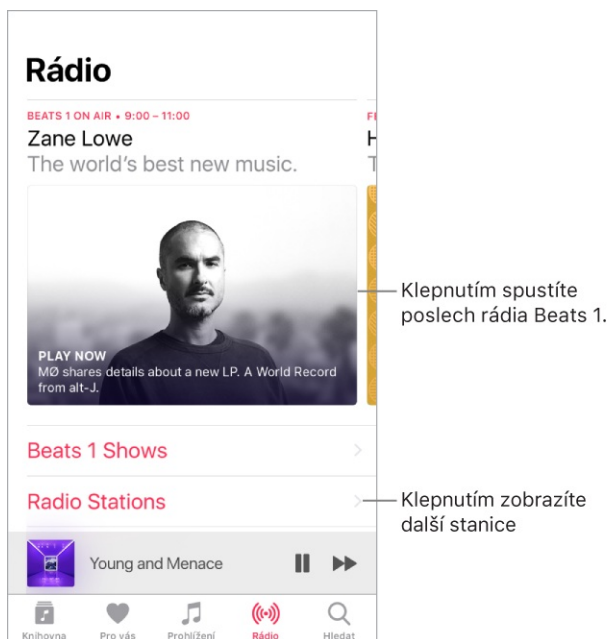 Rádio
BEATS 1 ON AIR • 9:00 – 11:00
Zane Lowe
The world's best new music.
PLAY NOW
MØ shares details about a new LP. A World Record
from alt-J.
Klepnutím spustíte
poslech rádia Beats 1.
Beats 1 Shows
Radio Stations
Klepnutím zobrazíte
další stanice
Young and Menace
Knihovna
Pro vás
Prohlížení
Rádio
Hledat